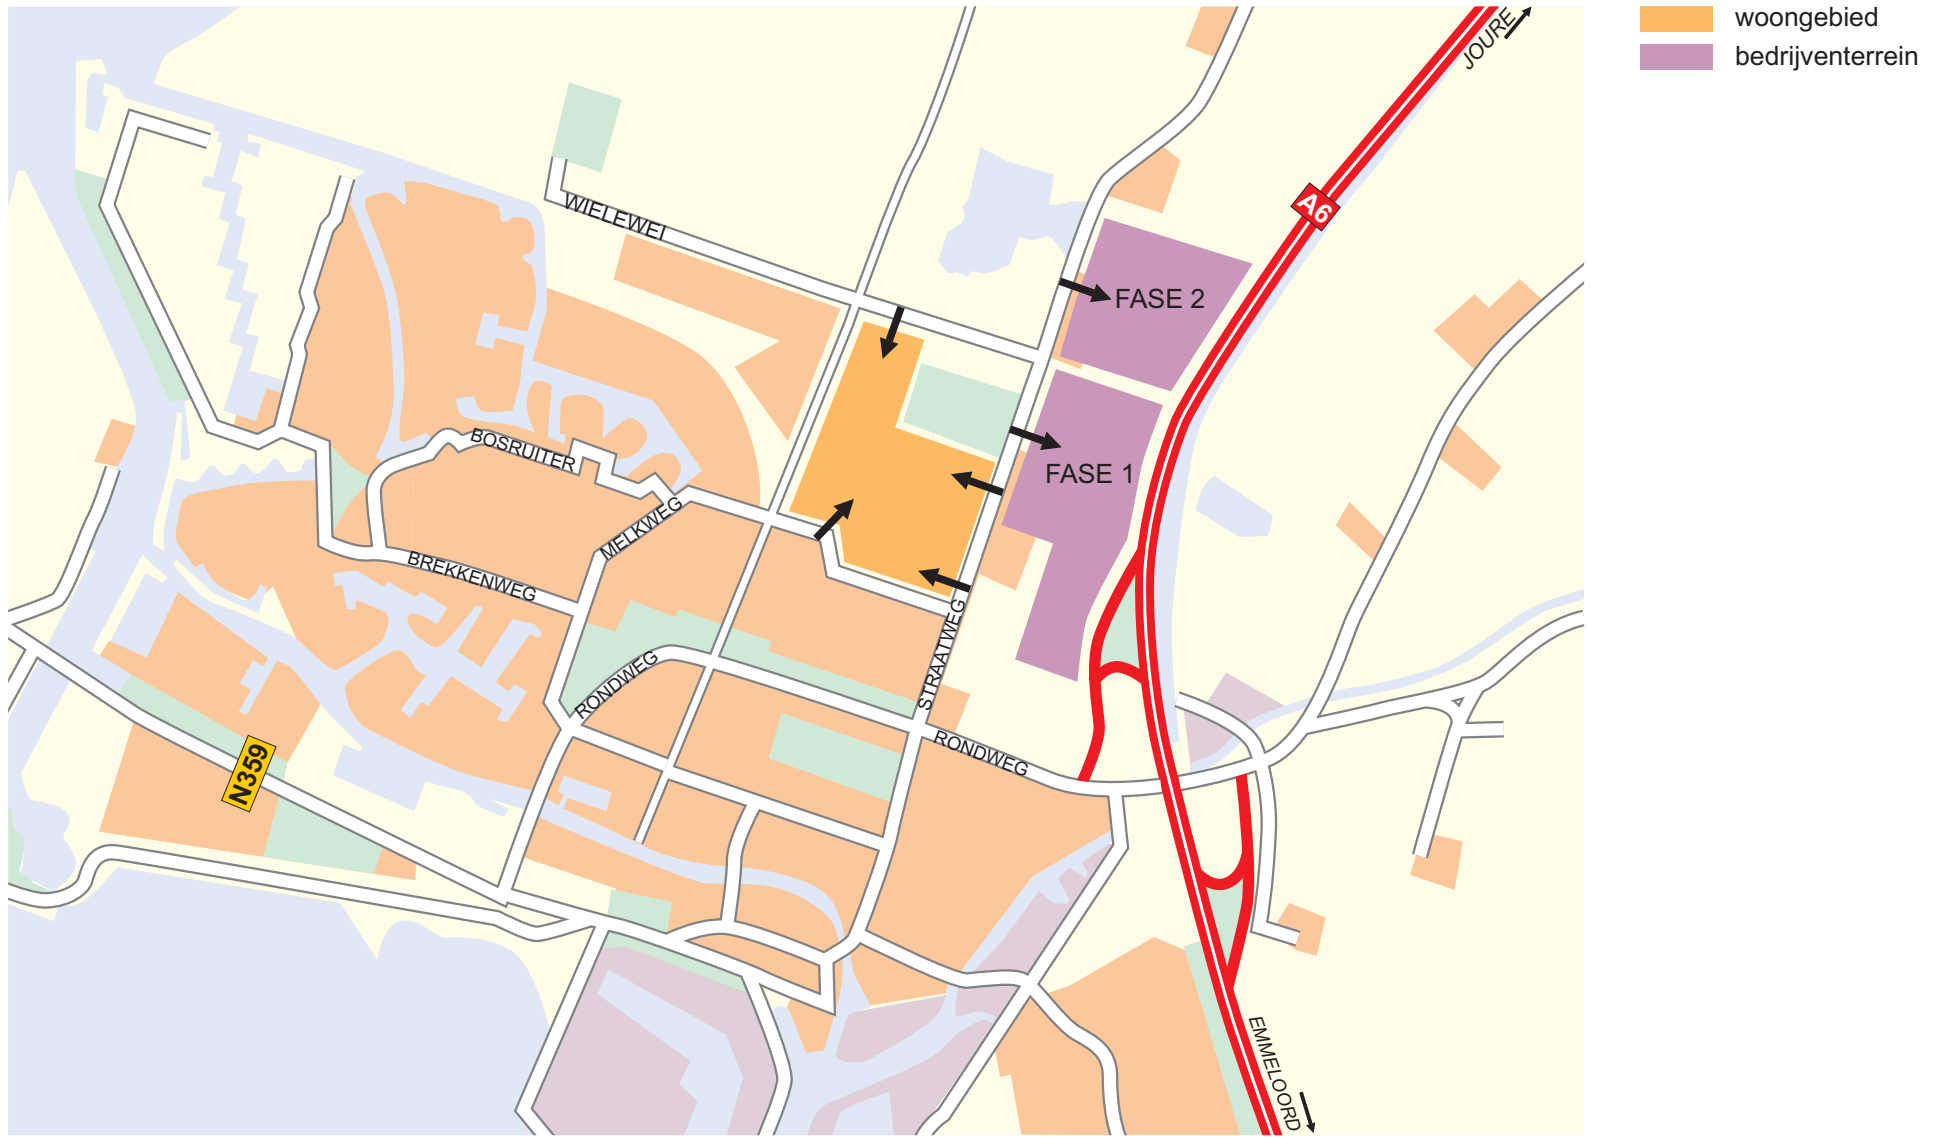 woongebied
bedrijventerrein
JOURE
A6
WIELEWEI
FASE 2
FASE 1
BOSRUITER
MELKWEG
BREKKENWEG
STRAATWEG
RONDWEG
RONDWEG
N359
EMMELOORD